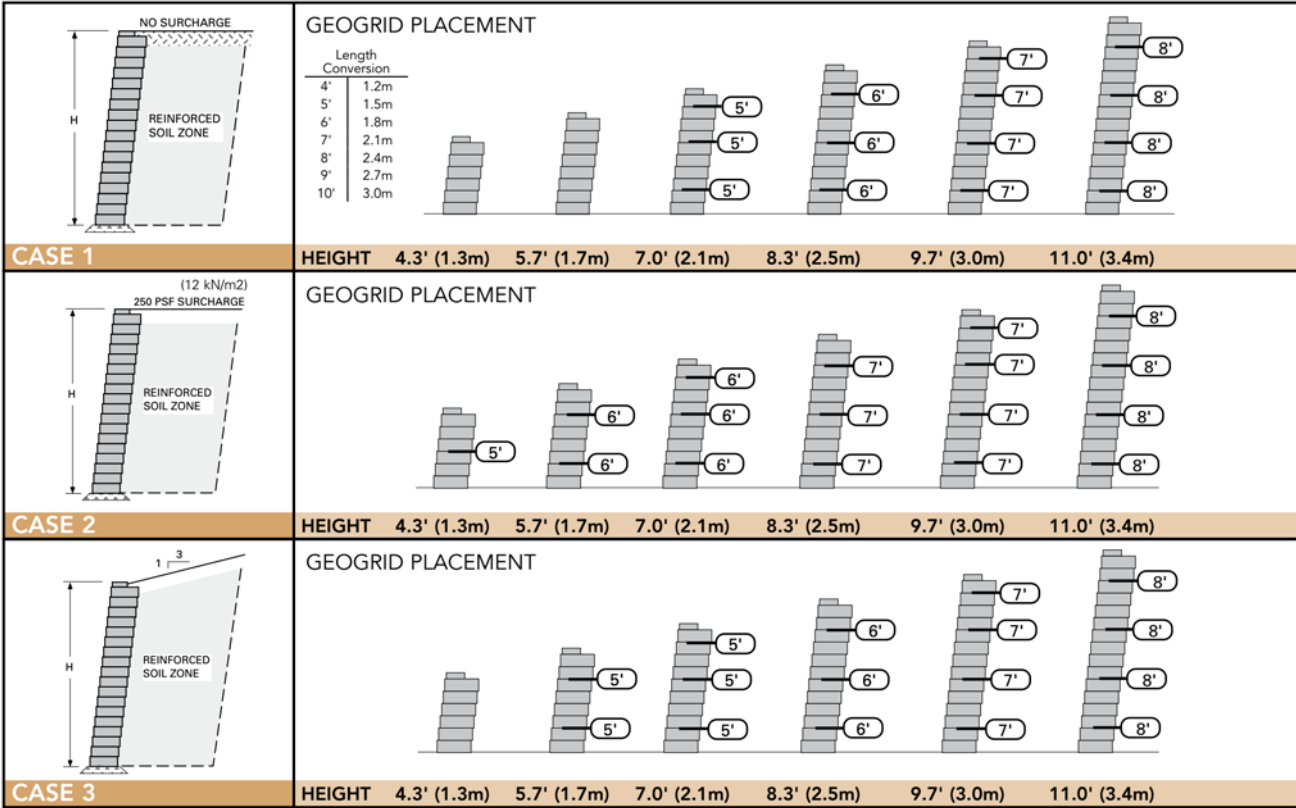 NO SURCHARGE
H
REINFORCED
SOIL ZONE
CASE 1
GEOGRID PLACEMENT
Length
Conversion
4' 1.2m
5' 1.5m
6' 1.8m
7' 2.1m
8' 2.4m
9' 2.7m
10' 3.0m
5'
5'
5'
6'
6'
6'
7'
7'
7'
7'
8'
8'
8'
8'
HEIGHT 4.3' (1.3m) 5.7' (1.7m) 7.0' (2.1m) 8.3' (2.5m) 9.7' (3.0m) 11.0' (3.4m)
(12 kN/m2)
250 PSF SURCHARGE
H
REINFORCED
SOIL ZONE
CASE 2
GEOGRID PLACEMENT
5'
6'
6'
6'
6'
6'
7'
7'
7'
7'
7'
7'
7'
8'
8'
8'
8'
HEIGHT 4.3' (1.3m) 5.7' (1.7m) 7.0' (2.1m) 8.3' (2.5m) 9.7' (3.0m) 11.0' (3.4m)
3
1
H
REINFORCED
SOIL ZONE
CASE 3
GEOGRID PLACEMENT
5'
5'
5'
5'
5'
6'
6'
6'
7'
7'
7'
7'
8'
8'
8'
8'
HEIGHT 4.3' (1.3m) 5.7' (1.7m) 7.0' (2.1m) 8.3' (2.5m) 9.7' (3.0m) 11.0' (3.4m)